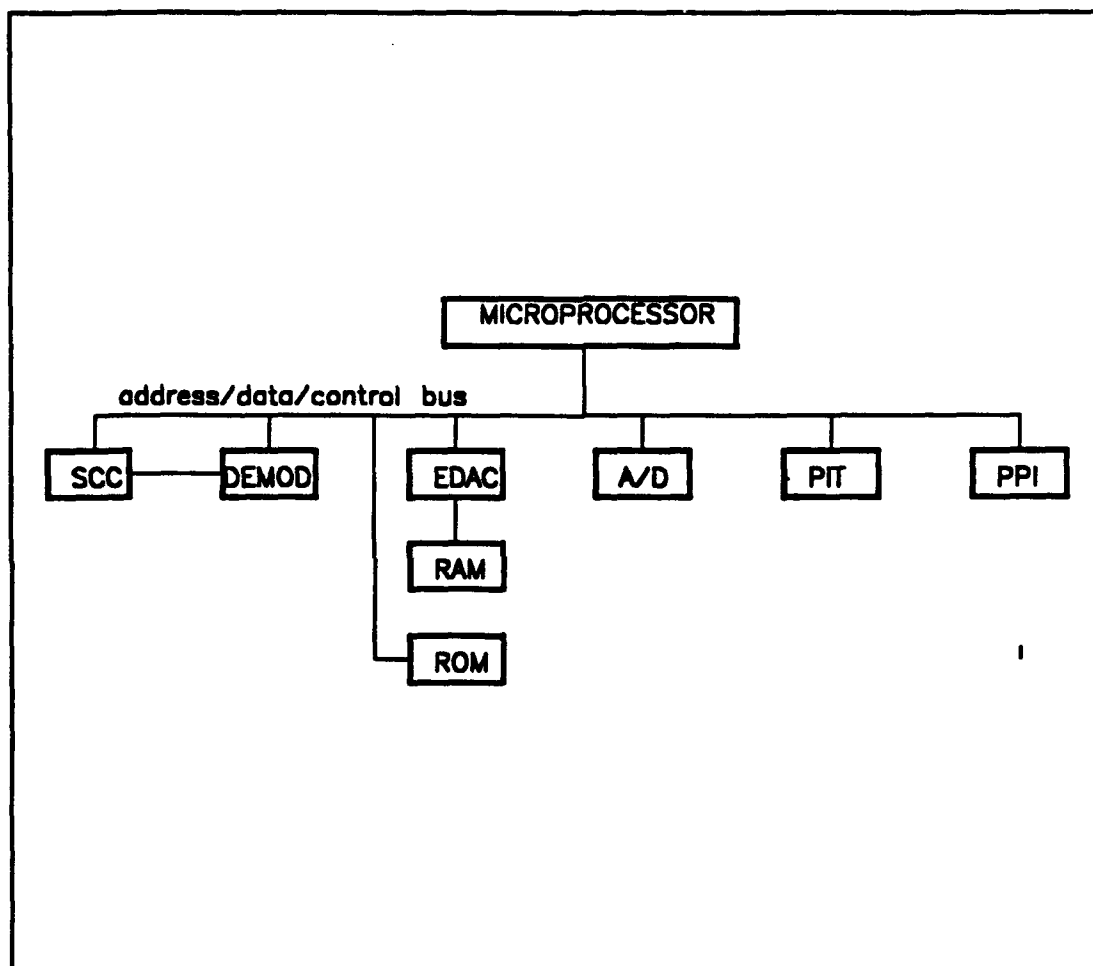 MICROPROCESSOR
address/data/control bus
SCC
DEMOD
EDAC
A/D
PIT
PPI
RAM
ROM